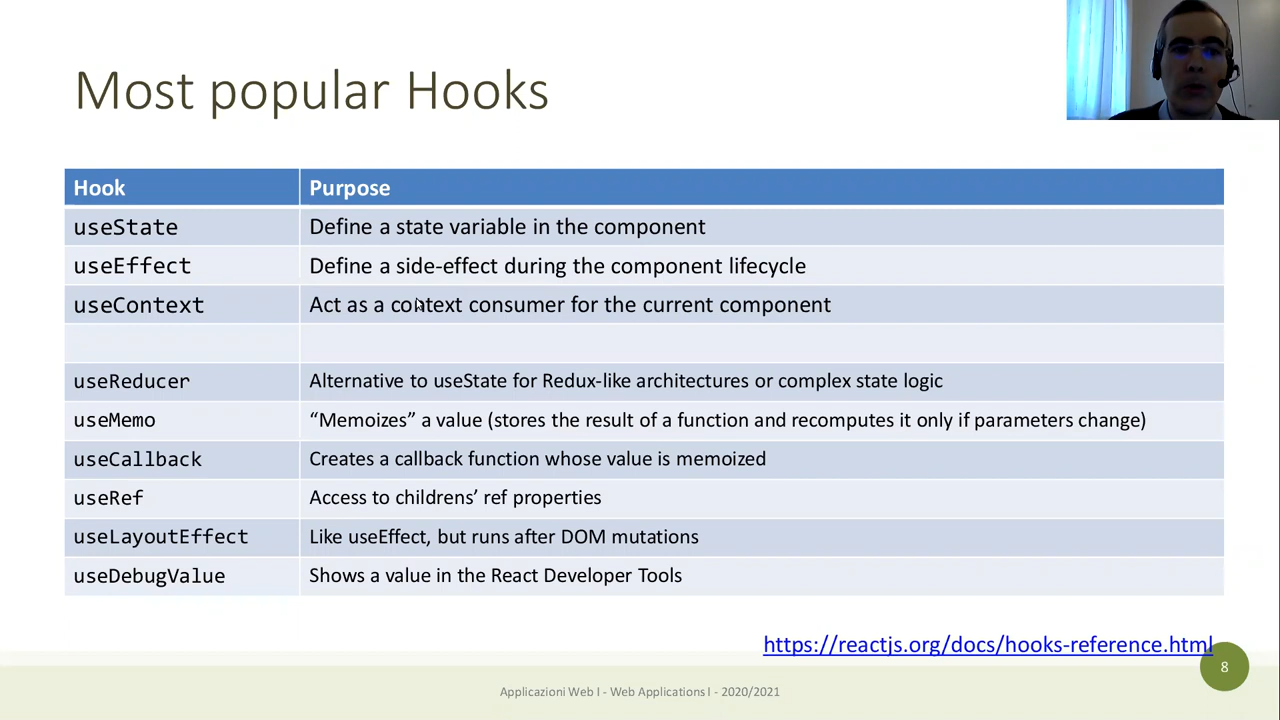 Most popular Hooks
Hook Purpose
useState Define a state variable in the component
useEffect Define a side-effect during the component lifecycle
useContext Act as a context consumer for the current component
useReducer Alternative to useState for Redux-like architectures or complex state logic
useMemo “Memoizes” a value (stores the result of a function and recomputes it only if parameters change)
useCallback Creates a callback function whose value is memoized
useRef Access to childrens’ ref properties
useLayoutEffect Like useEffect, but runs after DOM mutations
useDebugValue Shows a value in the React Developer Tools
https://reactjs.org/docs/hooks-reference.html
8
Applicazioni Web I - Web Applications I - 2020/2021